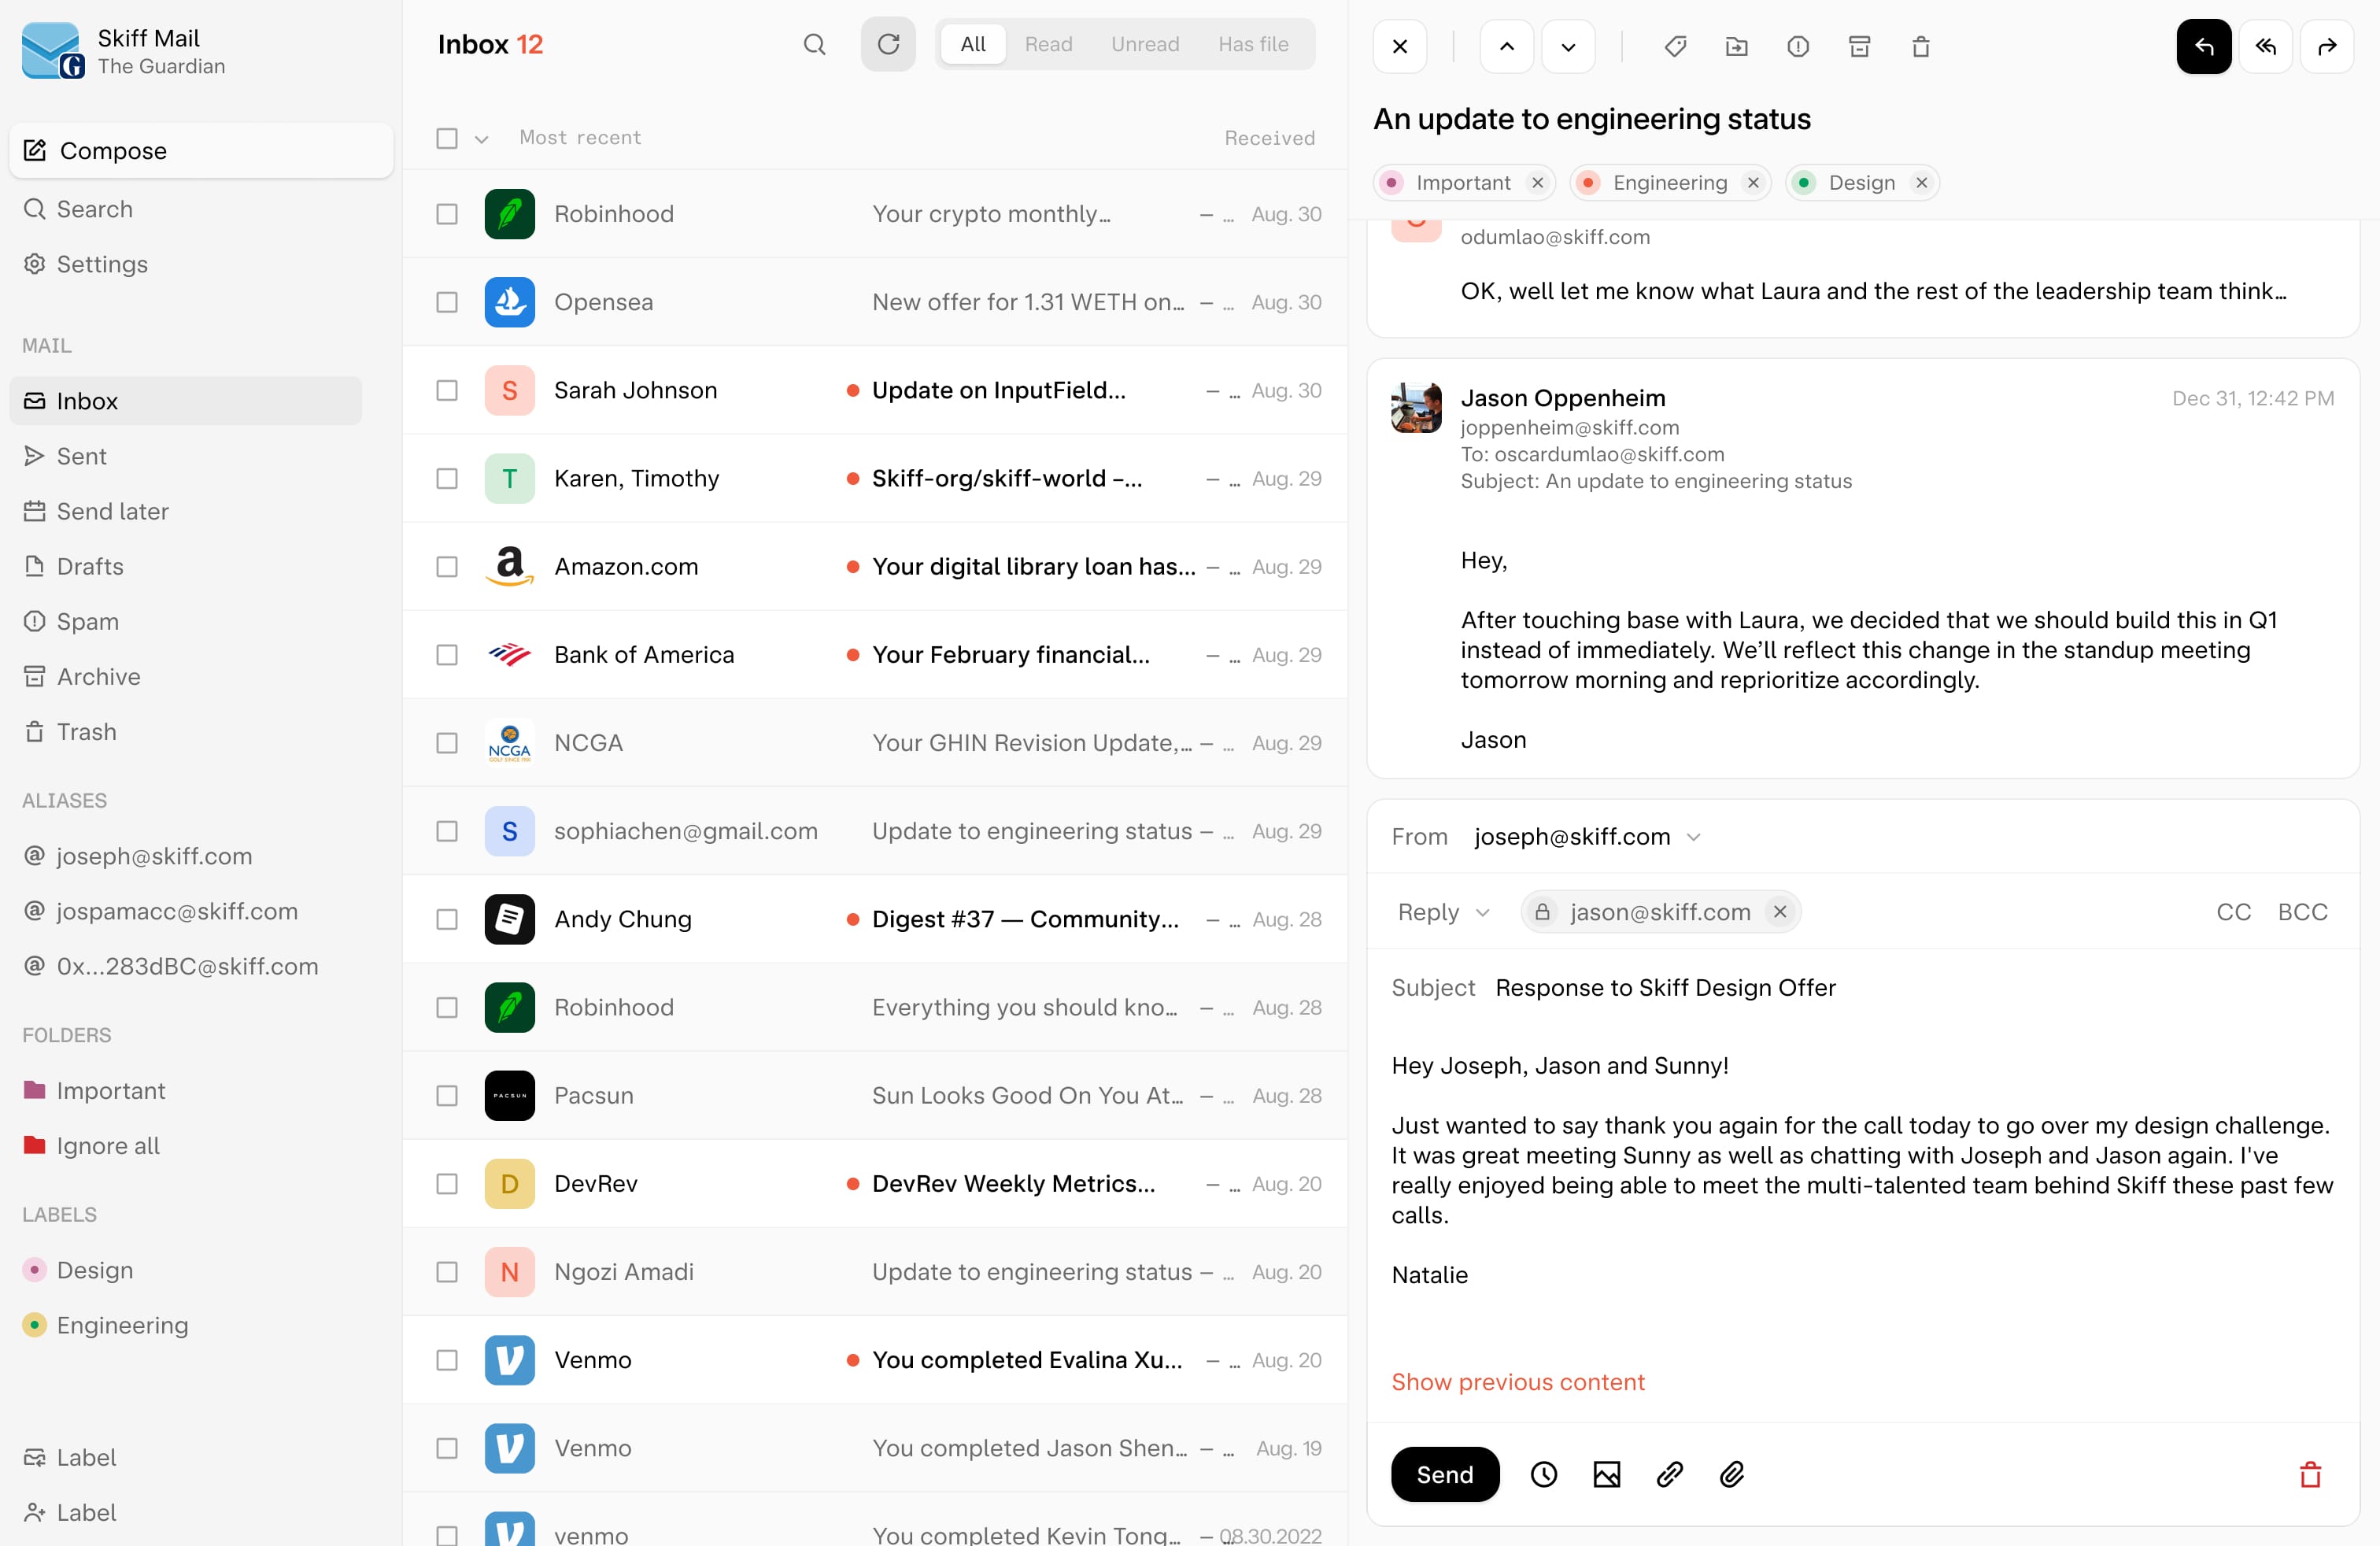 Skiff Mail
The Guardian
Compose
Search
Settings
MAIL
Inbox
Sent
Send later
Drafts
Spam
Archive
Trash
ALIASES
@ joseph@skiff.com
@ jospamacc@skiff.com
@ 0x...283dBC@skiff.com
FOLDERS
Important
Ignore all
LABELS
Design
Engineering
Label
Label
Inbox 12
All Read Unread Has file
Most recent Received
Robinhood Your crypto monthly... – ... Aug. 30
Opensea New offer for 1.31 WETH on... – ... Aug. 30
S Sarah Johnson Update on InputField... – ... Aug. 30
T Karen, Timothy Skiff-org/skiff-world –... – ... Aug. 29
a Amazon.com Your digital library loan has... – ... Aug. 29
Bank of America Your February financial... – ... Aug. 29
NCGA NCGA Your GHIN Revision Update,... – ... Aug. 29
S sophiachen@gmail.com Update to engineering status – ... Aug. 29
Andy Chung Digest #37 — Community... – ... Aug. 28
Robinhood Everything you should kno... – ... Aug. 28
PACSUN Pacsun Sun Looks Good On You At... – ... Aug. 28
D DevRev DevRev Weekly Metrics... – ... Aug. 20
N Ngozi Amadi Update to engineering status – ... Aug. 20
Venmo You completed Evalina Xu... – ... Aug. 20
Venmo You completed Jason Shen... – ... Aug. 19
venmo You completed Kevin Tong... – ... 08.30.2022
An update to engineering status
Important Engineering Design
odumlao@skiff.com
OK, well let me know what Laura and the rest of the leadership team think...
Jason Oppenheim Dec 31, 12:42 PM
joppenheim@skiff.com
To: oscardumlao@skiff.com
Subject: An update to engineering status
Hey,
After touching base with Laura, we decided that we should build this in Q1
instead of immediately. We’ll reflect this change in the standup meeting
tomorrow morning and reprioritize accordingly.
Jason
From joseph@skiff.com
Reply jason@skiff.com CC BCC
Subject Response to Skiff Design Offer
Hey Joseph, Jason and Sunny!
Just wanted to say thank you again for the call today to go over my design challenge.
It was great meeting Sunny as well as chatting with Joseph and Jason again. I've
really enjoyed being able to meet the multi-talented team behind Skiff these past few
calls.
Natalie
Show previous content
Send